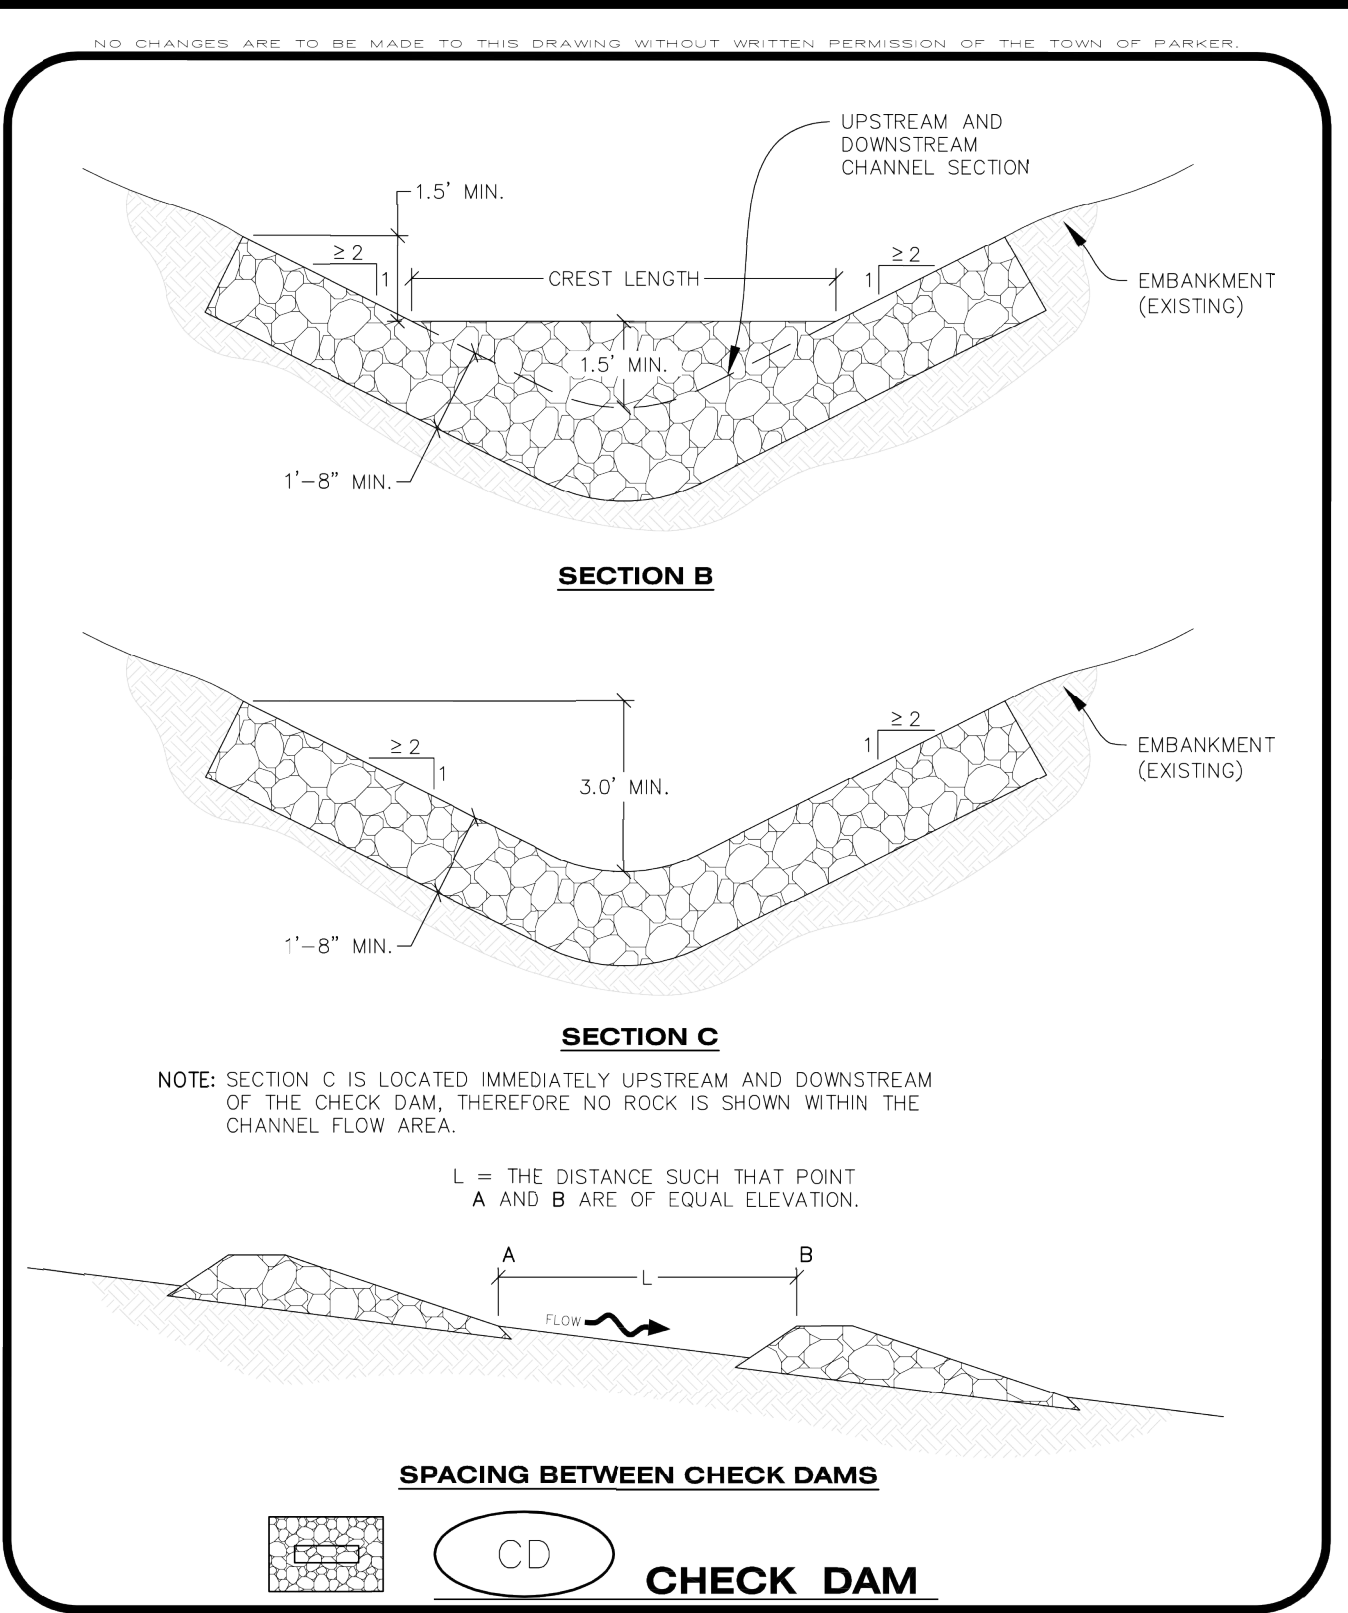 NO CHANGES ARE TO BE MADE TO THIS DRAWING WITHOUT WRITTEN PERMISSION OF THE TOWN OF PARKER.
UPSTREAM AND
DOWNSTREAM
CHANNEL SECTION
1.5' MIN.
≥ 2
1
CREST LENGTH
≥ 2
1
EMBANKMENT
(EXISTING)
1.5' MIN.
1'-8" MIN.
SECTION B
≥ 2
1
≥ 2
1
EMBANKMENT
(EXISTING)
3.0' MIN.
1'-8" MIN.
SECTION C
NOTE: SECTION C IS LOCATED IMMEDIATELY UPSTREAM AND DOWNSTREAM
OF THE CHECK DAM, THEREFORE NO ROCK IS SHOWN WITHIN THE
CHANNEL FLOW AREA.
L = THE DISTANCE SUCH THAT POINT
A AND B ARE OF EQUAL ELEVATION.
A
B
L
FLOW
SPACING BETWEEN CHECK DAMS
CD
CHECK DAM